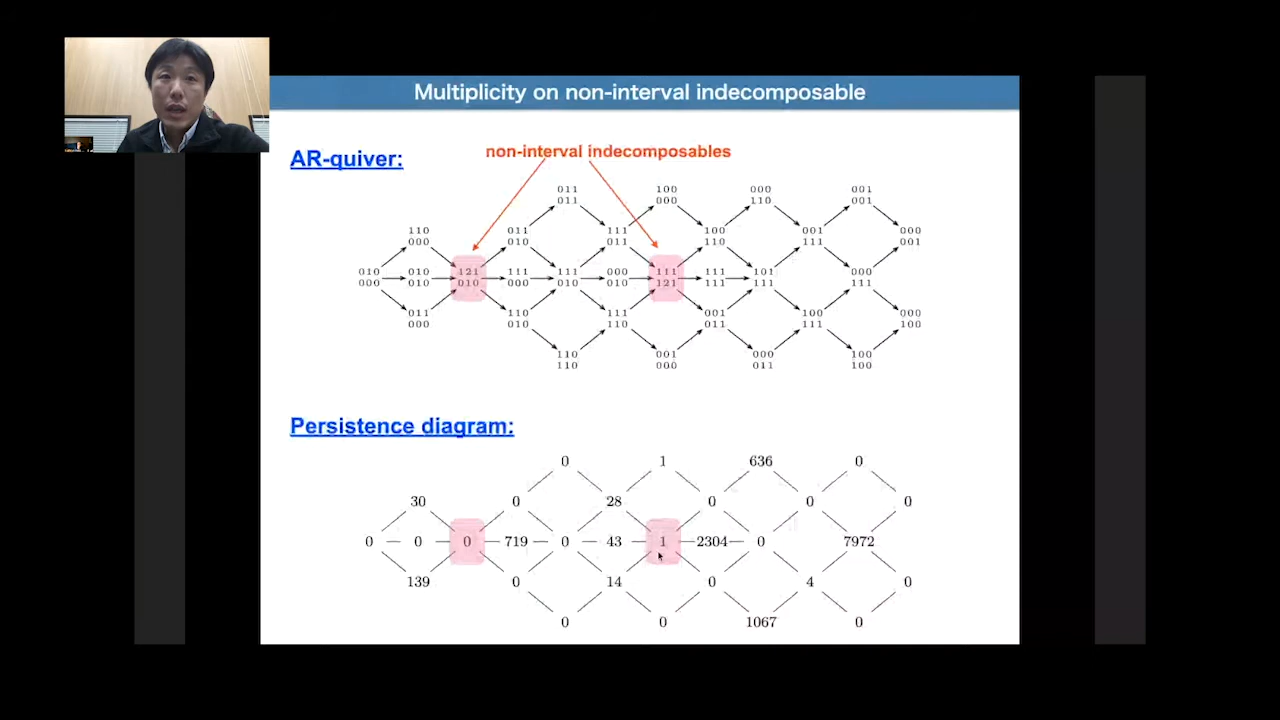 Multiplicity on non-interval indecomposable
AR-quiver:
non-interval indecomposables
011 100 000 001
011 000 110 001
110 011 111 100 001 000
000 010 011 110 111 001
010 010 121 111 111 000 111 111 101 000
000 010 010 000 010 010 121 111 111 111
011 110 111 001 100 000
000 010 110 011 111 100
110 001 000 100
110 000 011 100
Persistence diagram:
0 1 636 0
30 0 28 0 0 0
0 0 0 719 0 43 1 2304 0 7972
139 0 14 0 4 0
0 0 1067 0